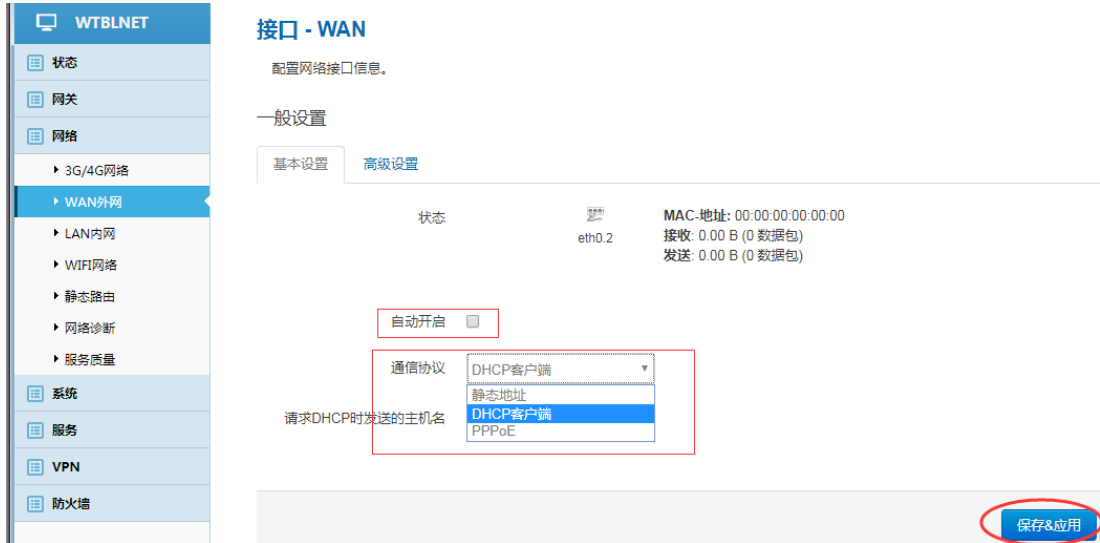 WTBLNET
状态
网关
网络
3G/4G网络
WAN外网
LAN内网
WIFI网络
静态路由
网络诊断
服务质量
系统
服务
VPN
防火墙
接口 - WAN
配置网络接口信息。
一般设置
基本设置
高级设置
状态
eth0.2
MAC-地址: 00:00:00:00:00:00
接收: 0.00 B (0 数据包)
发送: 0.00 B (0 数据包)
自动开启
通信协议
DHCP客户端
静态地址
DHCP客户端
PPPoE
请求DHCP时发送的主机名
保存&应用